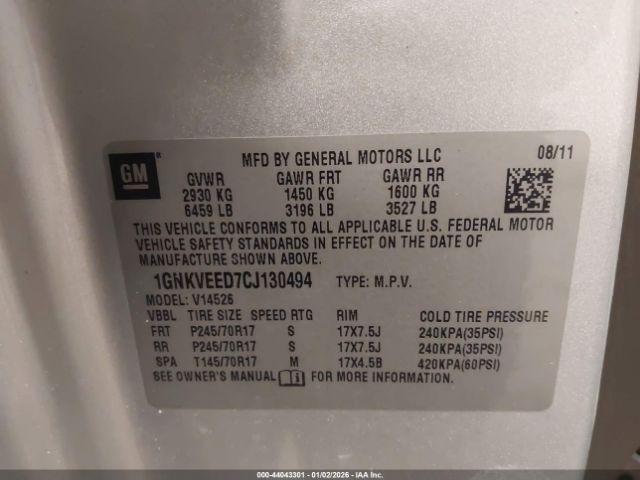 GM ®
MFD BY GENERAL MOTORS LLC 08/11
GVWR GAWR FRT GAWR RR
2930 KG 1450 KG 1600 KG
6459 LB 3196 LB 3527 LB
THIS VEHICLE CONFORMS TO ALL APPLICABLE U.S. FEDERAL MOTOR
VEHICLE SAFETY STANDARDS IN EFFECT ON THE DATE OF
MANUFACTURE SHOWN ABOVE.
1GNKVEED7CJ130494 TYPE: M.P.V.
MODEL: V14526
VBBL TIRE SIZE SPEED RTG RIM COLD TIRE PRESSURE
FRT P245/70R17 S 17X7.5J 240KPA(35PSI)
RR P245/70R17 S 17X7.5J 240KPA(35PSI)
SPA T145/70R17 M 17X4.5B 420KPA(60PSI)
SEE OWNER'S MANUAL FOR MORE INFORMATION.
000-44043301 - 01/02/2026 - IAA Inc.